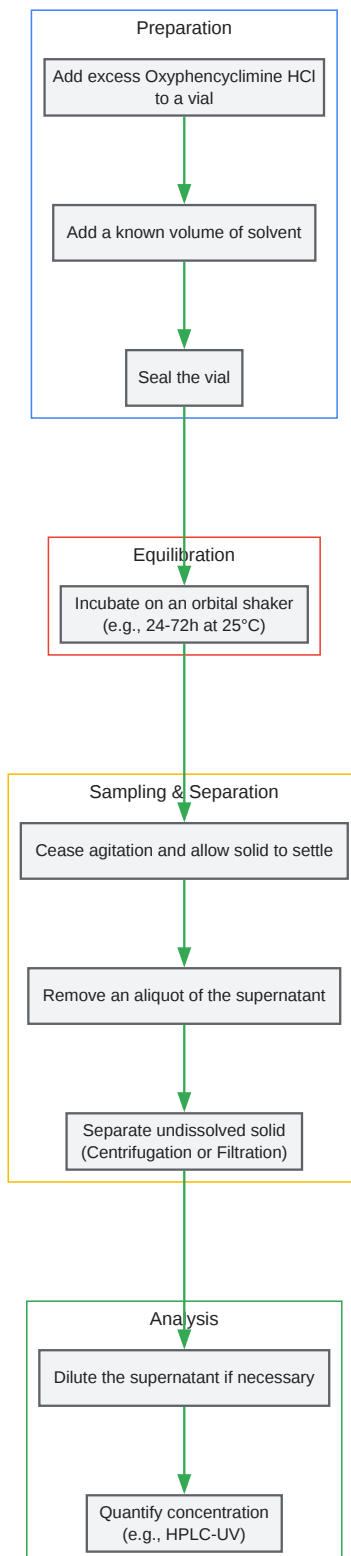 Preparation
Add excess Oxyphencyclimine HCl
to a vial
Add a known volume of solvent
Seal the vial
Equilibration
Incubate on an orbital shaker
(e.g., 24-72h at 25°C)
Sampling & Separation
Cease agitation and allow solid to settle
Remove an aliquot of the supernatant
Separate undissolved solid
(Centrifugation or Filtration)
Analysis
Dilute the supernatant if necessary
Quantify concentration
(e.g., HPLC-UV)